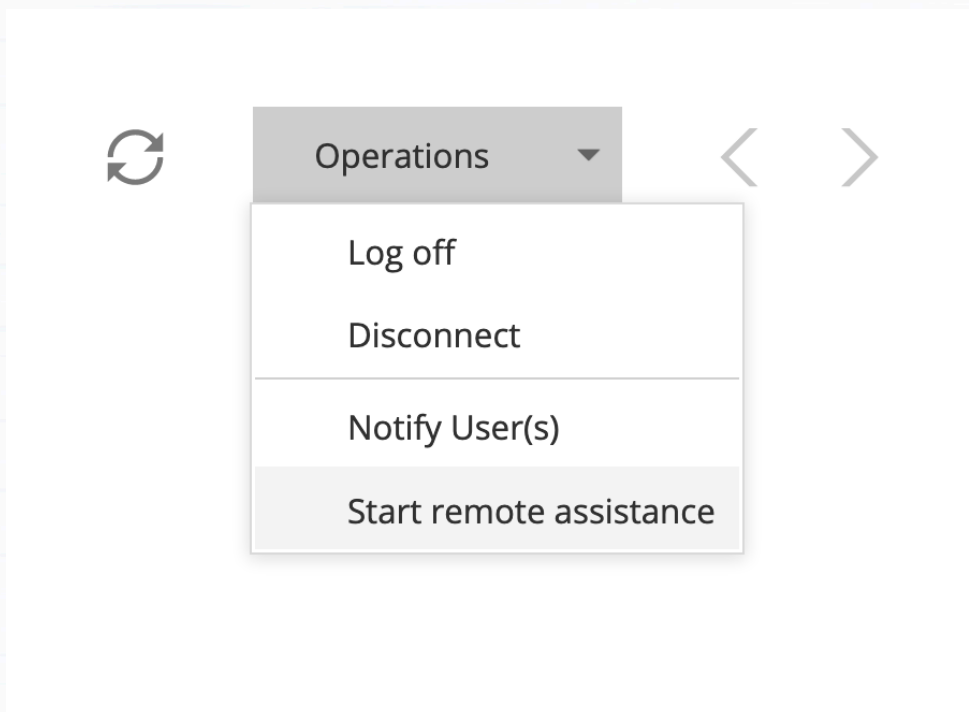 Operations
Log off
Disconnect
Notify User(s)
Start remote assistance